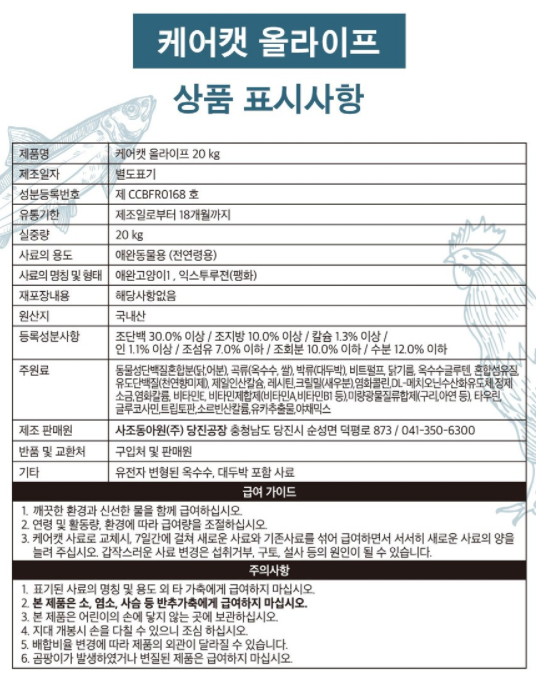 케어캣 올라이프
상품 표시사항
제품명 케어캣 올라이프 20 kg
제조일자 별도표기
성분등록번호 제 CCBFR0168 호
유통기한 제조일로부터 18개월까지
실중량 20 kg
사료의 용도 애완동물용 (전연령용)
사료의 명칭 및 형태 애완고양이1 , 익스투루젼(팽화)
재포장내용 해당사항없음
원산지 국내산
등록성분사항 조단백 30.0% 이상 / 조지방 10.0% 이상 / 칼슘 1.3% 이상 /
인 1.1% 이상 / 조섬유 7.0% 이하 / 조회분 10.0% 이하 / 수분 12.0% 이하
주원료 동물성단백질혼합분(닭,어분), 곡류(옥수수, 쌀), 박류(대두박), 비트펄프, 닭기름, 옥수수글루텐, 혼합성유질,
유도단백질(천연향미제), 제일인산칼슘, 레시틴,크릴밀(새우분),염화콜린,DL-메치오닌수산화유도체,정제
소금,염화칼륨, 비타민E, 비타민제합제(비타민A,비타민B1 등),미량광물질류합제(구리,아연 등), 타우린,
글루코사민,트립토판,소르빈산칼륨,유카추출물,야채믹스
제조 판매원 사조동아원(주) 당진공장 충청남도 당진시 순성면 덕평로 873 / 041-350-6300
반품 및 교환처 구입처 및 판매원
기타 유전자 변형된 옥수수, 대두박 포함 사료
급여 가이드
1. 깨끗한 환경과 신선한 물을 함께 급여하십시오.
2. 연령 및 활동량, 환경에 따라 급여량을 조절하십시오.
3. 케어캣 사료로 교체시, 7일간에 걸쳐 새로운 사료와 기존사료를 섞어 급여하면서 서서히 새로운 사료의 양을
늘려 주십시오. 갑작스러운 사료 변경은 섭취거부, 구토, 설사 등의 원인이 될 수 있습니다.
주의사항
1. 표기된 사료의 명칭 및 용도 외 타 가축에게 급여하지 마십시오.
2. 본 제품은 소, 염소, 사슴 등 반추가축에게 급여하지 마십시오.
3. 본 제품은 어린이의 손에 닿지 않는 곳에 보관하십시오.
4. 지대 개봉시 손을 다칠 수 있으니 조심 하십시오.
5. 배합비율 변경에 따라 제품의 외관이 달라질 수 있습니다.
6. 곰팡이가 발생하였거나 변질된 제품은 급여하지 마십시오.